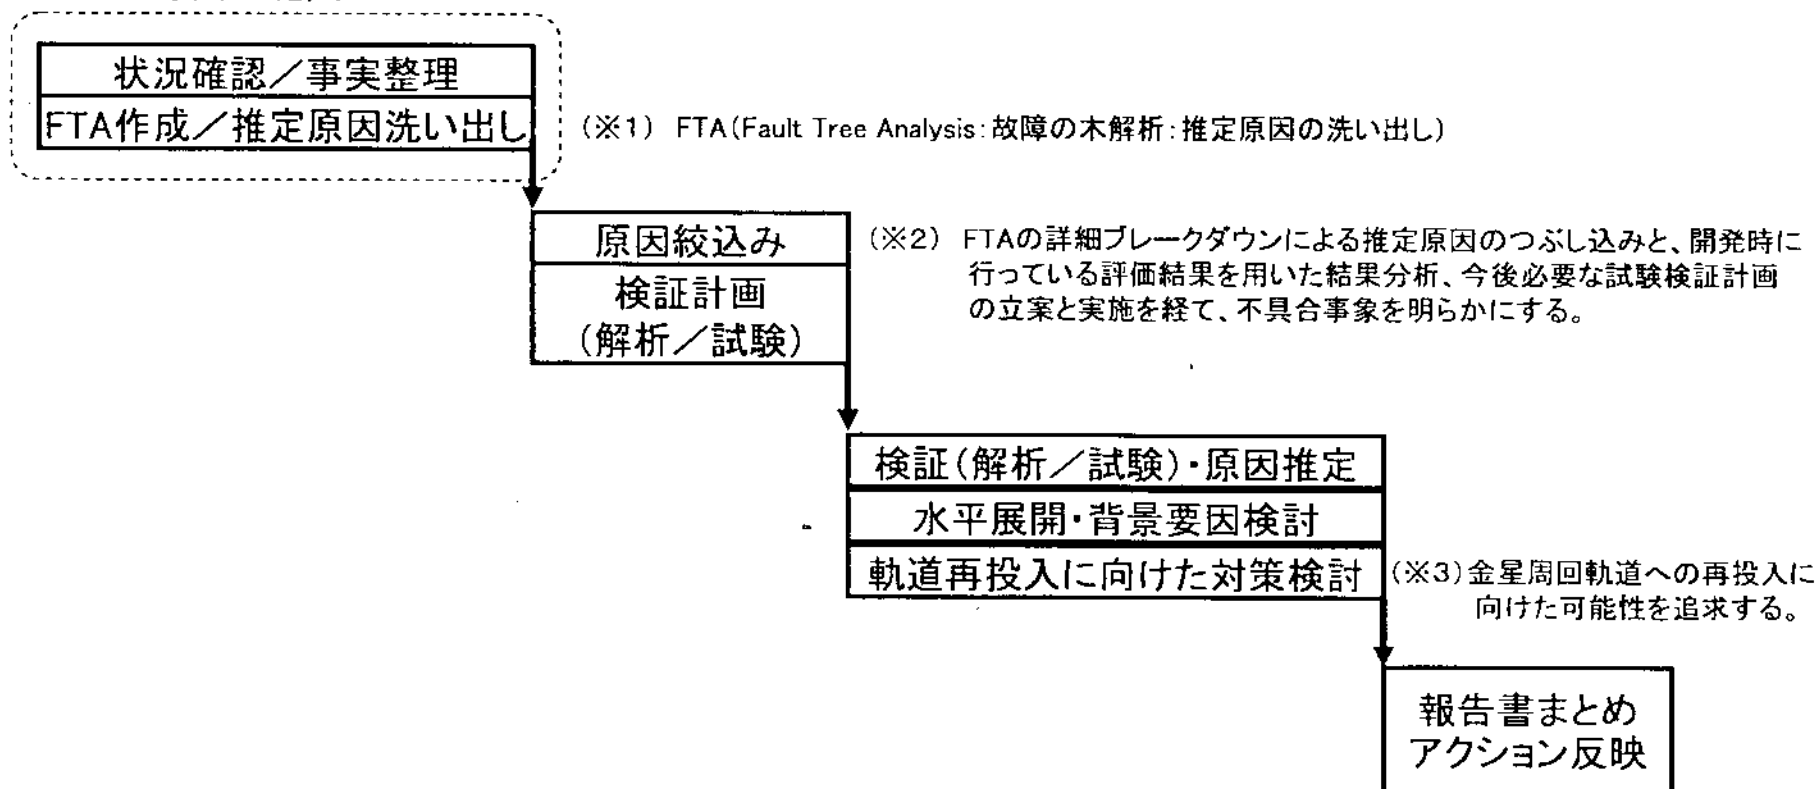 状況確認／事実整理
FTA作成／推定原因洗い出し
(※1) FTA(Fault Tree Analysis:故障の木解析:推定原因の洗い出し)
原因絞込み
検証計画
(解析／試験)
(※2) FTAの詳細ブレークダウンによる推定原因のつぶし込みと、開発時に
行っている評価結果を用いた結果分析、今後必要な試験検証計画
の立案と実施を経て、不具合事象を明らかにする。
検証(解析／試験)・原因推定
水平展開・背景要因検討
軌道再投入に向けた対策検討
(※3)金星周回軌道への再投入に
向けた可能性を追求する。
報告書まとめ
アクション反映